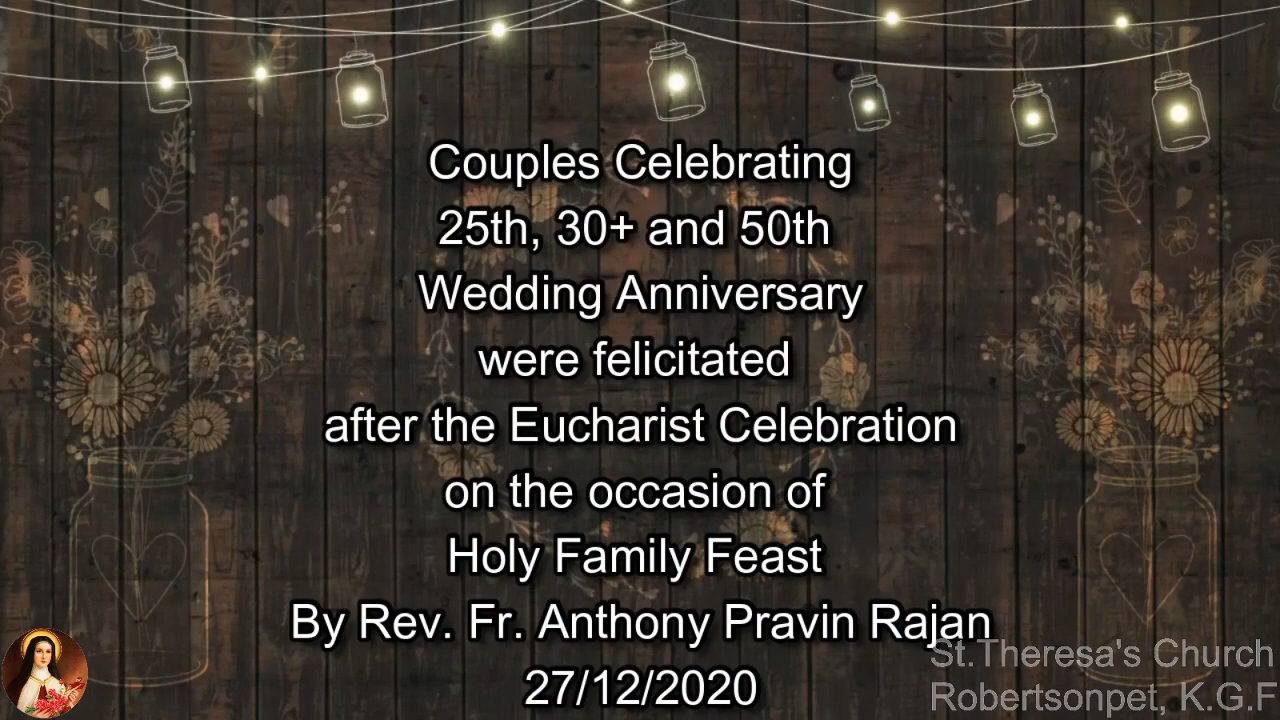 Couples Celebrating
25th, 30+ and 50th
Wedding Anniversary
were felicitated
after the Eucharist Celebration
on the occasion of
Holy Family Feast
By Rev. Fr. Anthony Pravin Rajan
27/12/2020
St.Theresa's Church
Robertsonpet, K.G.F